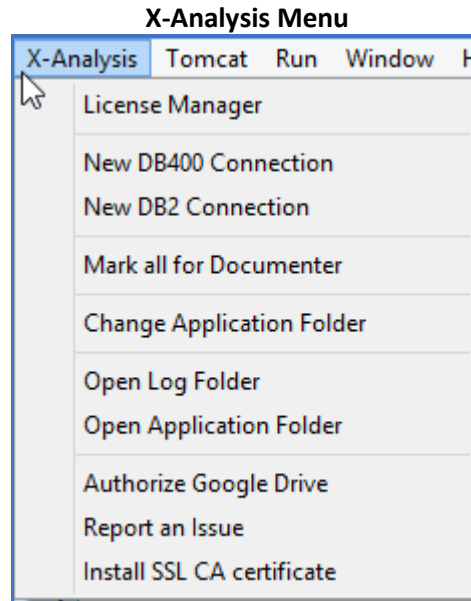 X-Analysis Menu
X-Analysis Tomcat Run Window
License Manager
New DB400 Connection
New DB2 Connection
Mark all for Documenter
Change Application Folder
Open Log Folder
Open Application Folder
Authorize Google Drive
Report an Issue
Install SSL CA certificate